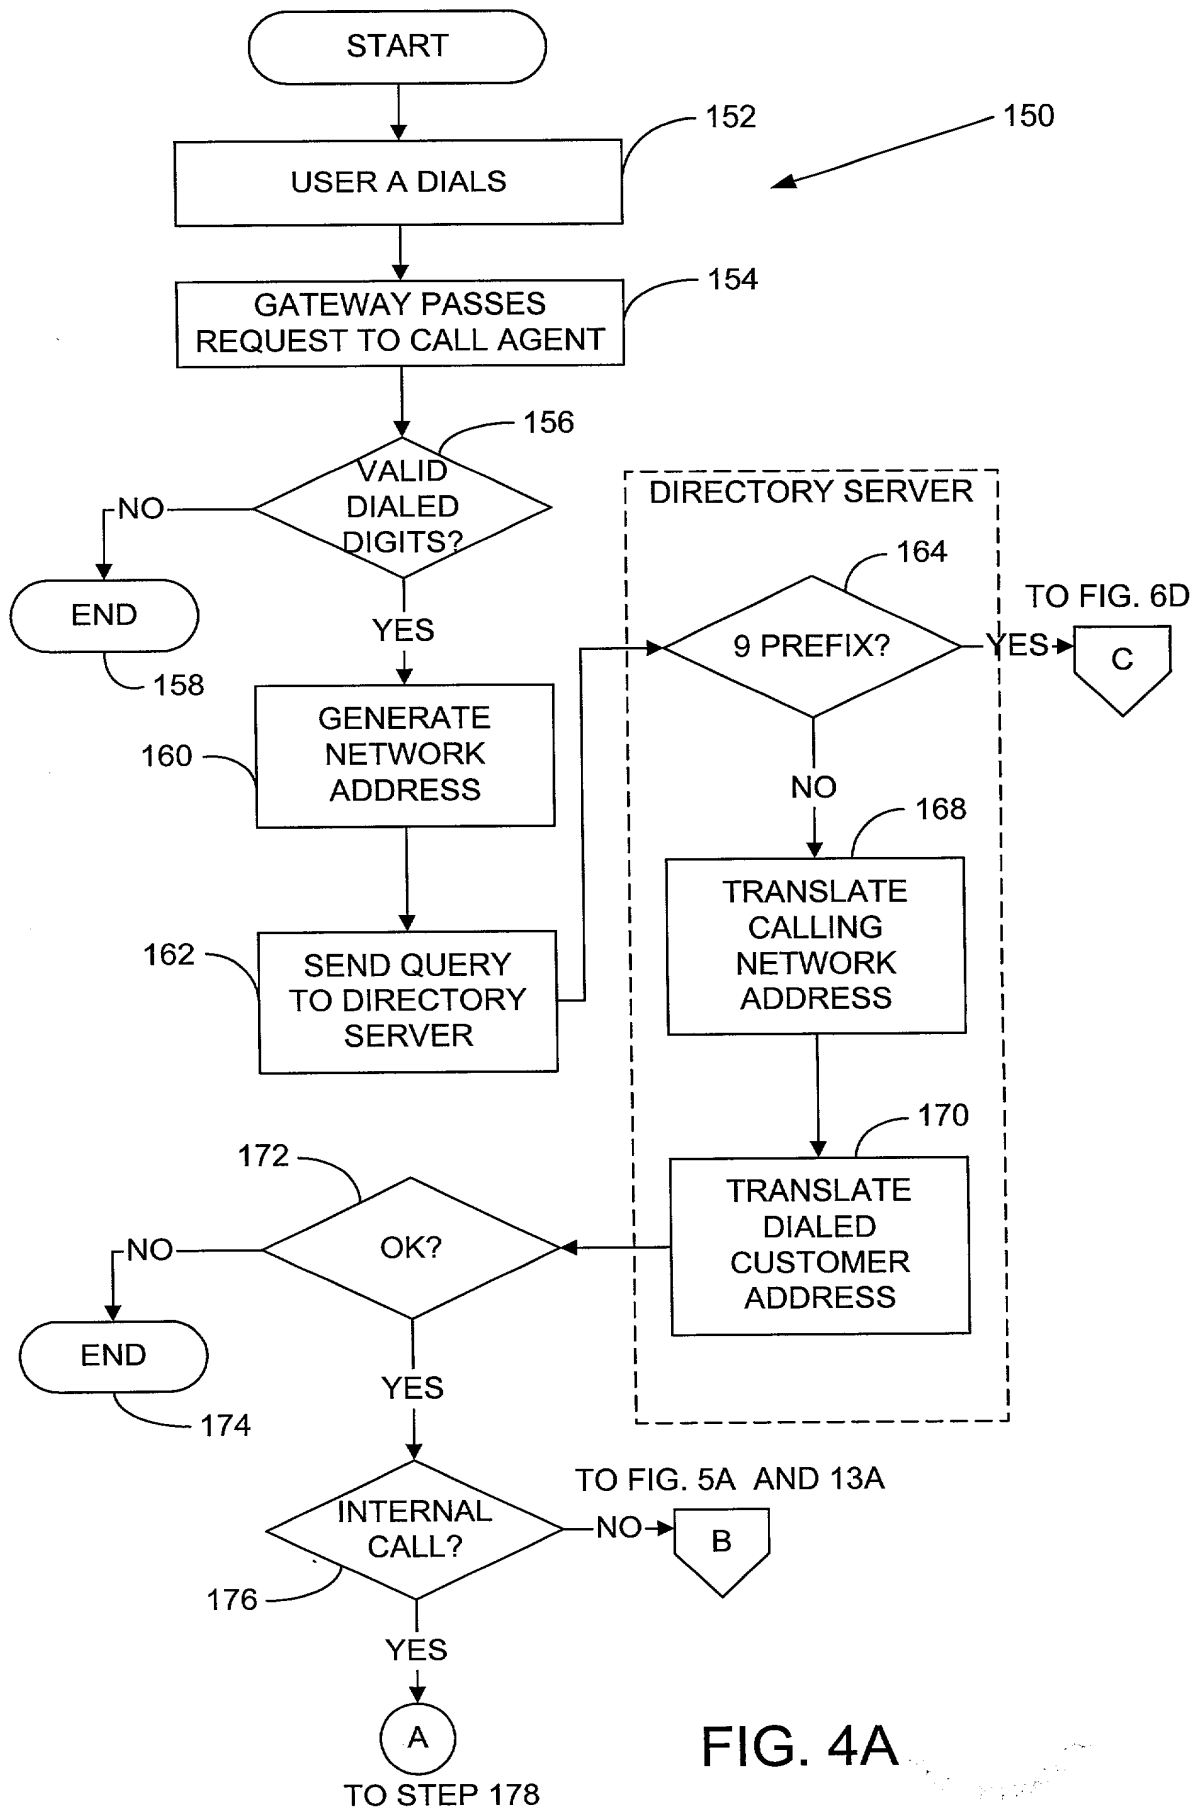 START
152
150
USER A DIALS
154
GATEWAY PASSES
REQUEST TO CALL AGENT
156
VALID
DIALED
DIGITS?
NO
END
158
YES
DIRECTORY SERVER
164
TO FIG. 6D
9 PREFIX?
YES
C
GENERATE
NETWORK
ADDRESS
160
NO
168
TRANSLATE
CALLING
NETWORK
ADDRESS
162
SEND QUERY
TO DIRECTORY
SERVER
170
TRANSLATE
DIALED
CUSTOMER
ADDRESS
172
OK?
NO
END
174
YES
TO FIG. 5A AND 13A
INTERNAL
CALL?
NO
B
176
YES
A
TO STEP 178
FIG. 4A